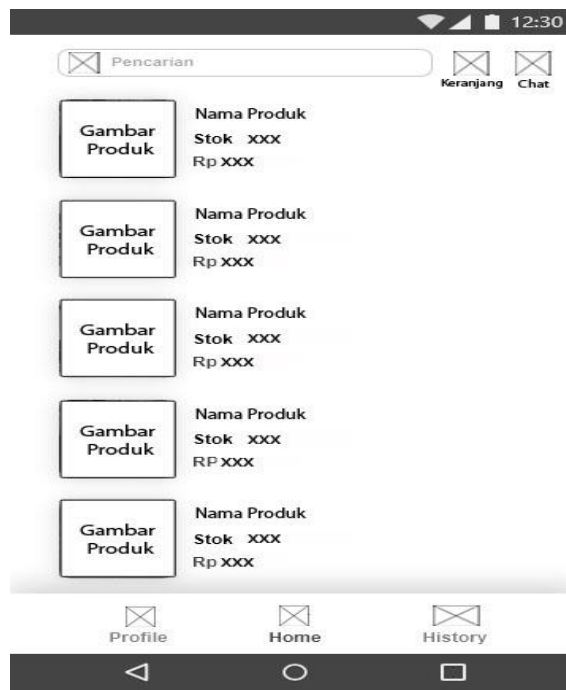 12:30
Pencarian
Keranjang Chat
Gambar Produk
Nama Produk
Stok xxx
Rp xxx
Gambar Produk
Nama Produk
Stok xxx
Rp xxx
Gambar Produk
Nama Produk
Stok xxx
Rp xxx
Gambar Produk
Nama Produk
Stok xxx
RP xxx
Gambar Produk
Nama Produk
Stok xxx
Rp xxx
Profile Home History